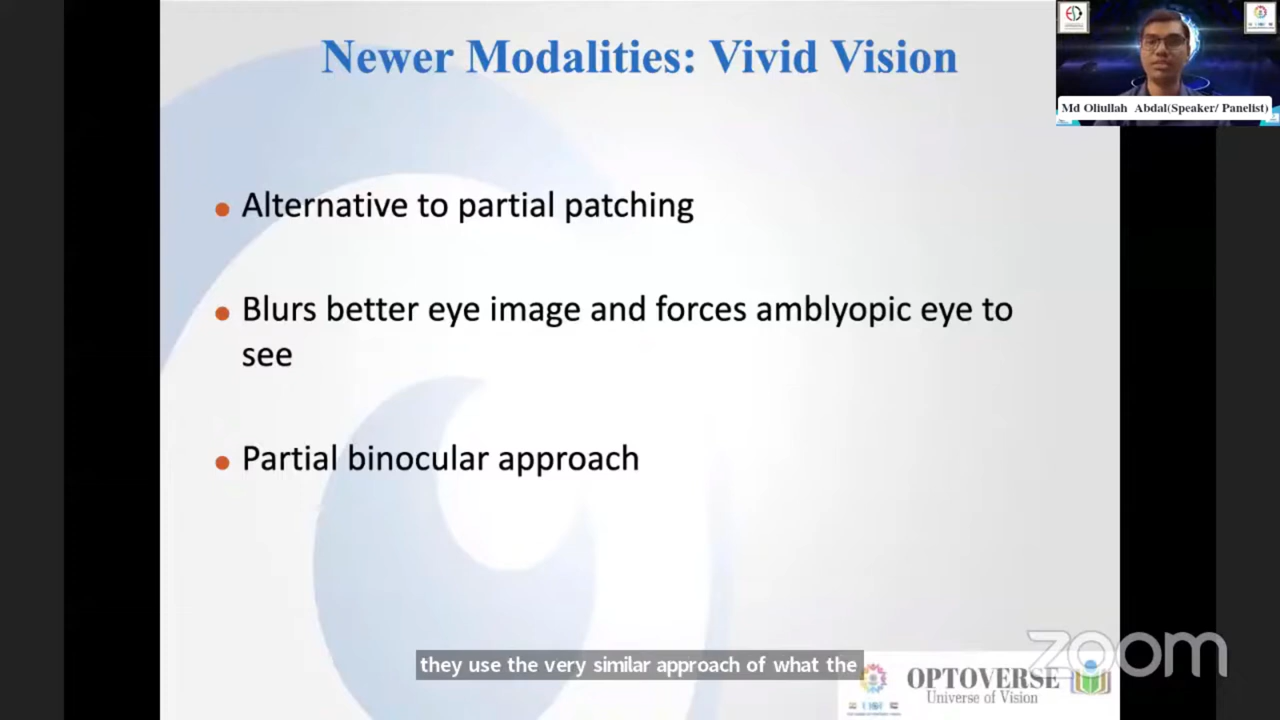 Newer Modalities: Vivid Vision
Md Oliullah Abdal(Speaker/ Panelist)
Alternative to partial patching
Blurs better eye image and forces amblyopic eye to
see
Partial binocular approach
they use the very similar approach of what the
zoom
OPTOVERSE
Universe of Vision